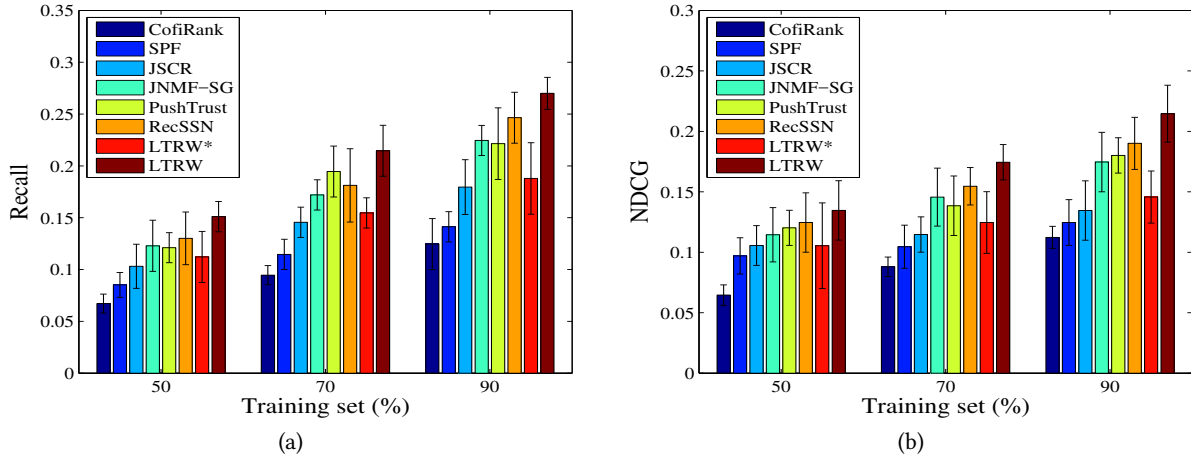 0.35
0.3
0.25
0.2
0.15
0.1
0.05
0
Recall
CofiRank
SPF
JSCR
JNMF-SG
PushTrust
RecSSN
LTRW*
LTRW
50 70 90
Training set (%)
(a)
0.3
0.25
0.2
0.15
0.1
0.05
0
NDCG
CofiRank
SPF
JSCR
JNMF-SG
PushTrust
RecSSN
LTRW*
LTRW
50 70 90
Training set (%)
(b)